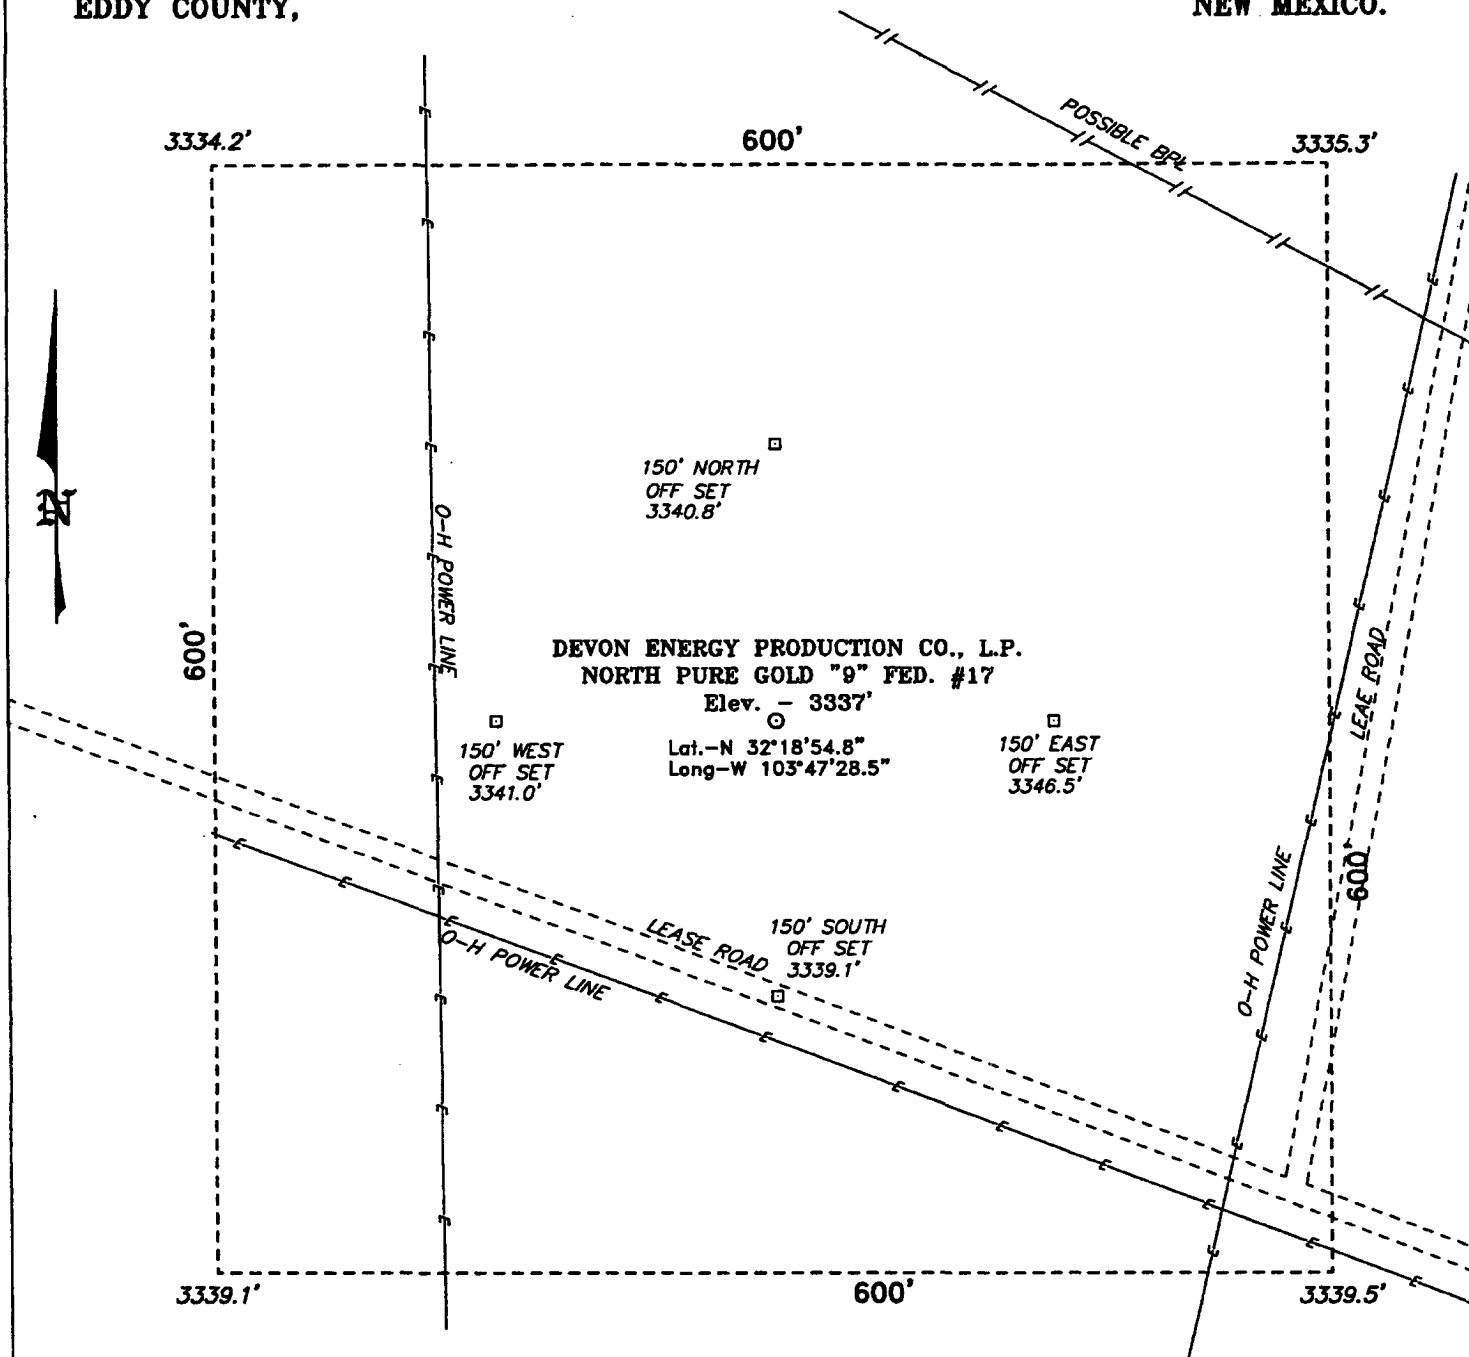 EDDY COUNTY,
NEW MEXICO.
3334.2'
600'
POSSIBLE BPL
3335.3'
150' NORTH
OFF SET
3340.8'
N
O-H POWER LINE
600'
DEVON ENERGY PRODUCTION CO., L.P.
NORTH PURE GOLD "9" FED. #17
Elev. - 3337'
Lat.-N 32°18'54.8"
Long-W 103°47'28.5"
150' WEST
OFF SET
3341.0'
150' EAST
OFF SET
3346.5'
LEAE ROAD
600'
O-H POWER LINE
LEASE ROAD
150' SOUTH
OFF SET
3339.1'
O-H POWER LINE
3339.1'
600'
3339.5'